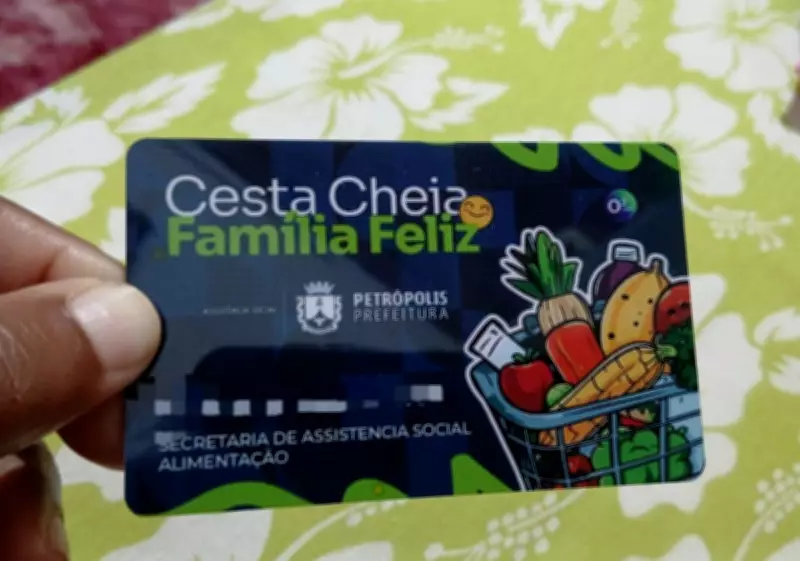 Cesta Cheia
Família Feliz
PETRÓPOLIS
PREFEITURA
SECRETARIA DE ASSISTENCIA SOCIAL
ALIMENTAÇÃO